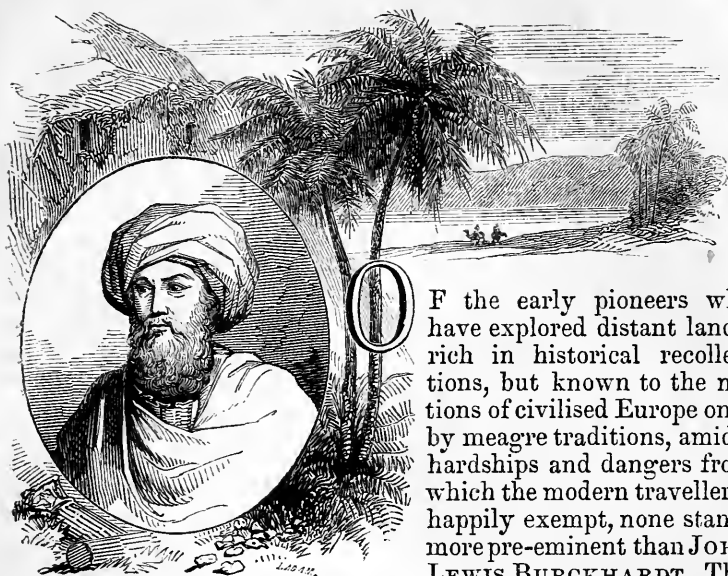 OF the early pioneers wh
have explored distant land
rich in historical recolle
tions, but known to the n
tions of civilised Europe on
by meagre traditions, amid
hardships and dangers fro
which the modern traveller
happily exempt, none stan
more pre-eminent than JOH
LEWIS BURCKHARDT. Th